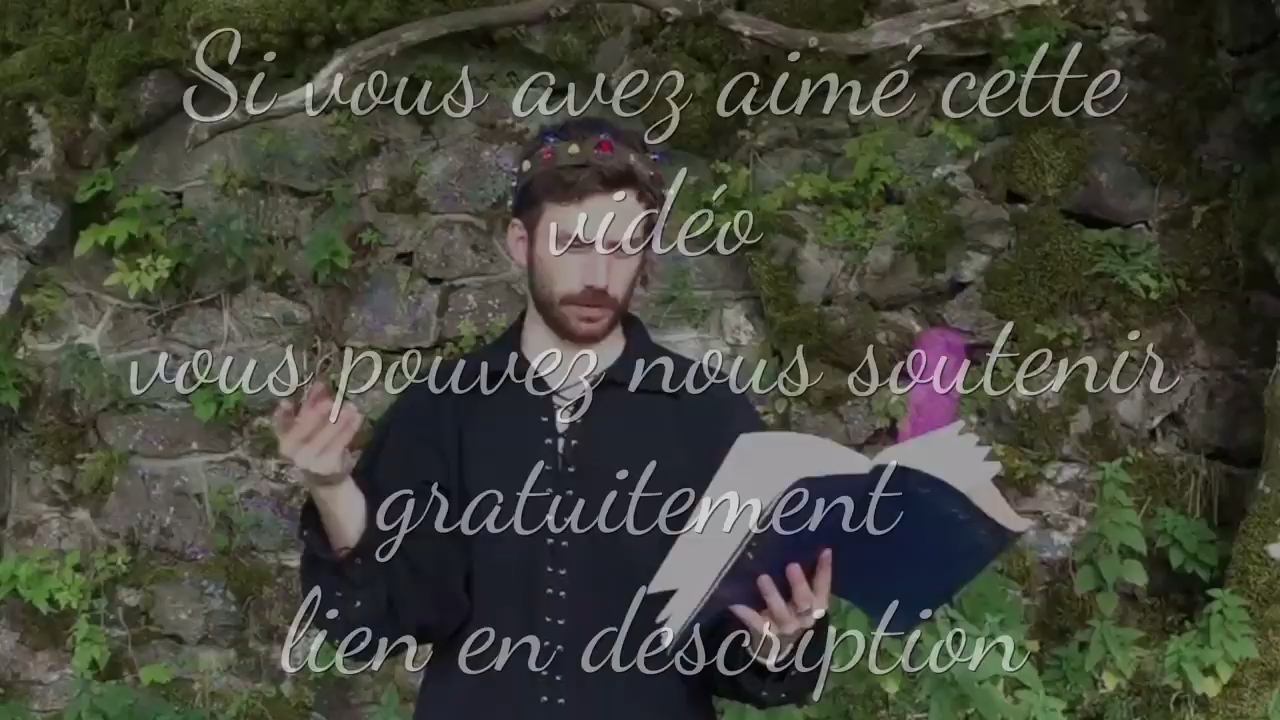 Si vous avez aimé cette
vidéo
vous pouvez nous soutenir
gratuitement
lien en description